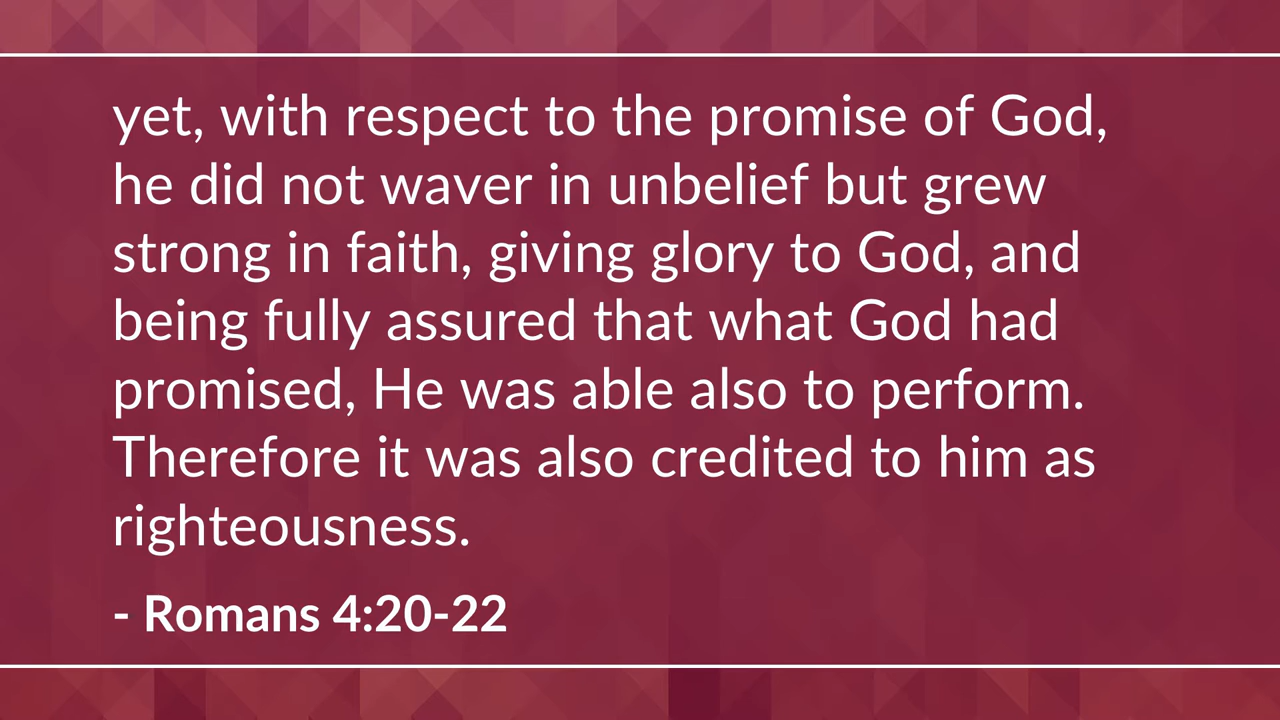 yet, with respect to the promise of God,
he did not waver in unbelief but grew
strong in faith, giving glory to God, and
being fully assured that what God had
promised, He was able also to perform.
Therefore it was also credited to him as
righteousness.
- Romans 4:20-22